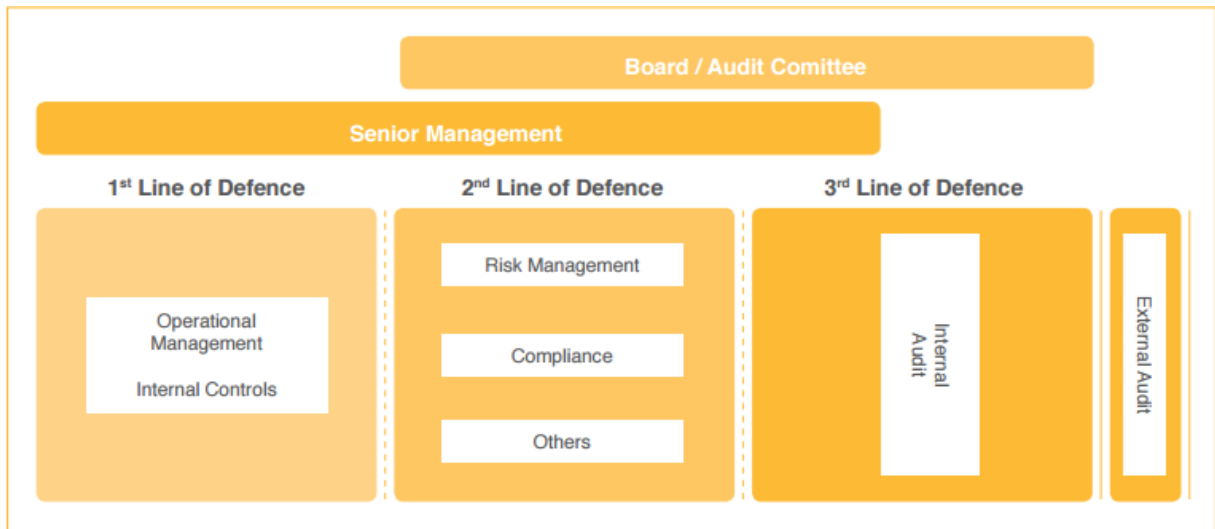 Board / Audit Comittee
Senior Management
1st Line of Defence
2nd Line of Defence
3rd Line of Defence
Operational
Management
Internal Controls
Risk Management
Compliance
Others
Internal
Audit
External Audit